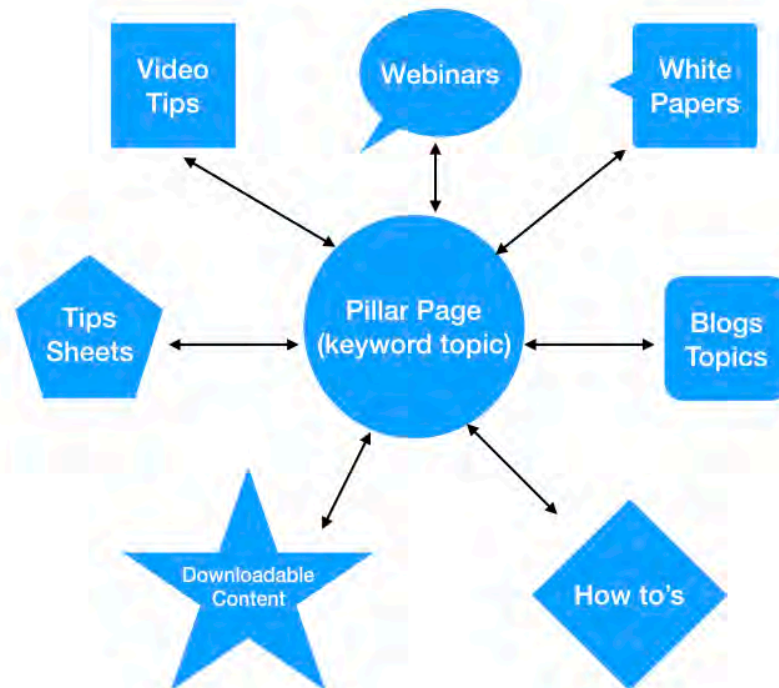 Video
Tips
Webinars
White
Papers
Pillar Page
(keyword topic)
Tips
Sheets
Blogs
Topics
Downloadable
Content
How to's